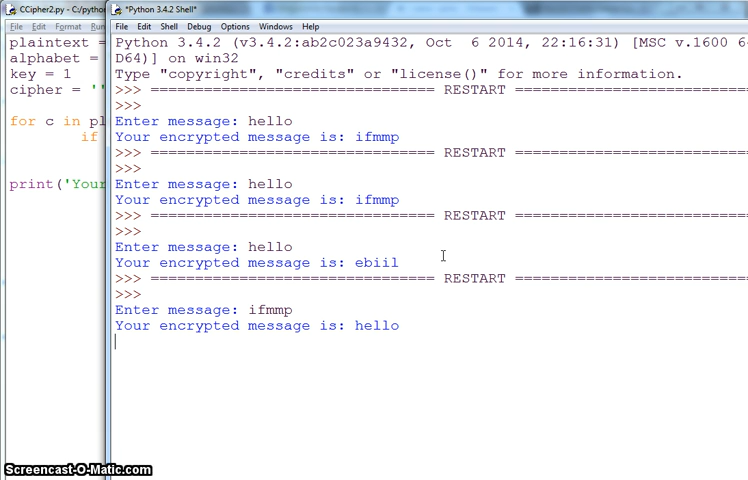 CCipher2.py - C:/python
File Edit Format
plaintext =
alphabet =
key = 1
cipher = ''
for c in pl
if
print('Your
*Python 3.4.2 Shell*
File Edit Shell Debug Options Windows Help
Python 3.4.2 (v3.4.2:ab2c023a9432, Oct  6 2014, 22:16:31) [MSC v.1600 6
D64)] on win32
Type "copyright", "credits" or "license()" for more information.
>>> ================================ RESTART ===========================
>>>
Enter message: hello
Your encrypted message is: ifmmp
>>> ================================ RESTART ===========================
>>>
Enter message: hello
Your encrypted message is: ifmmp
>>> ================================ RESTART ===========================
>>>
Enter message: hello
Your encrypted message is: ebiil
>>> ================================ RESTART ===========================
>>>
Enter message: ifmmp
Your encrypted message is: hello
Screencast-O-Matic.com